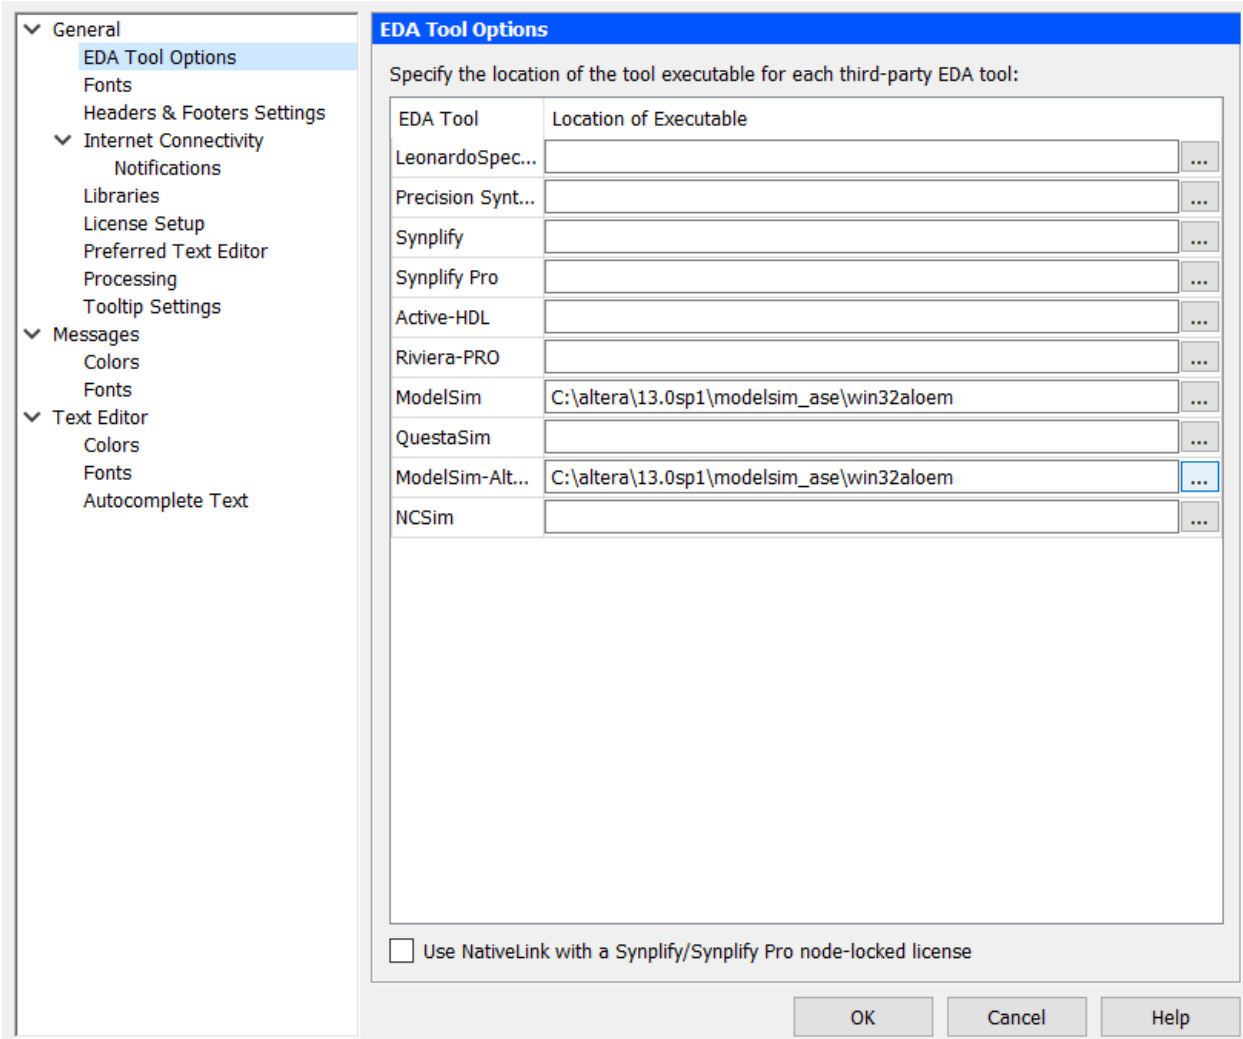 General
EDA Tool Options
Fonts
Headers & Footers Settings
Internet Connectivity
Notifications
Libraries
License Setup
Preferred Text Editor
Processing
Tooltip Settings
Messages
Colors
Fonts
Text Editor
Colors
Fonts
Autocomplete Text
EDA Tool Options
Specify the location of the tool executable for each third-party EDA tool:
EDA Tool Location of Executable
LeonardoSpec... ...
Precision Synt... ...
Synplify ...
Synplify Pro ...
Active-HDL ...
Riviera-PRO ...
ModelSim C:\altera\13.0sp1\modelsim_ase\win32aloem ...
QuestaSim ...
ModelSim-Alt... C:\altera\13.0sp1\modelsim_ase\win32aloem ...
NCSim ...
Use NativeLink with a Synplify/Synplify Pro node-locked license
OK Cancel Help